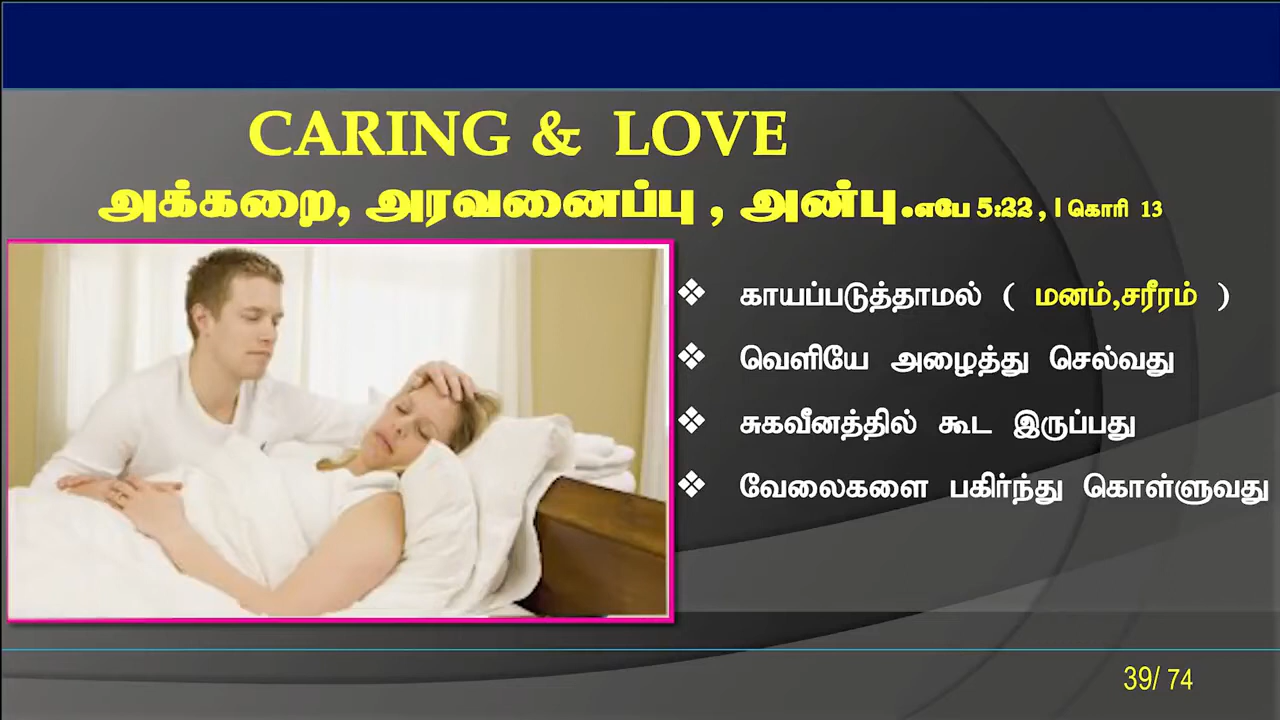 CARING & LOVE
அக்கறை, அரவணைப்பு , அன்பு.எபே 5:22 , I கொரி 13
❖ காயப்படுத்தாமல் ( மனம்,சரீரம் )
❖ வெளியே அழைத்து செல்வது
❖ சுகவீனத்தில் கூட இருப்பது
❖ வேலைகளை பகிர்ந்து கொள்ளுவது
39/ 74